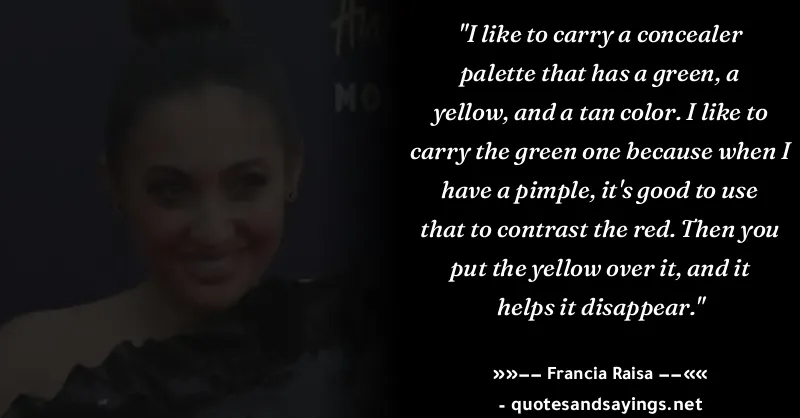 "I like to carry a concealer
palette that has a green, a
yellow, and a tan color. I like to
carry the green one because when I
have a pimple, it's good to use
that to contrast the red. Then you
put the yellow over it, and it
helps it disappear."
»»−− Francia Raisa −−««
- quotesandsayings.net
MO